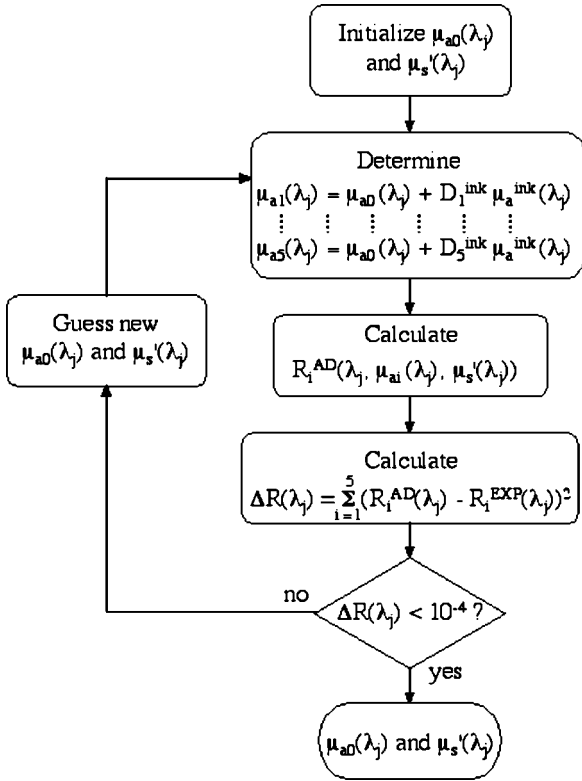 Initialize μₐ₀(λⱼ)
and μₛ'(λⱼ)
Determine
μₐ₁(λⱼ) = μₐ₀(λⱼ) + D₁ⁱⁿᵏ μₐⁱⁿᵏ(λⱼ)
μₐ₅(λⱼ) = μₐ₀(λⱼ) + D₅ⁱⁿᵏ μₐⁱⁿᵏ(λⱼ)
Calculate
Rᵢᴬᴰ(λⱼ, μₐᵢ(λⱼ), μₛ'(λⱼ))
Calculate
ΔR(λⱼ) = Σ⁵ᵢ₌₁(Rᵢᴬᴰ(λⱼ) - Rᵢᴱˣᴾ(λⱼ))²
ΔR(λⱼ) < 10⁻⁴ ?
no
yes
Guess new
μₐ₀(λⱼ) and μₛ'(λⱼ)
μₐ₀(λⱼ) and μₛ'(λⱼ)